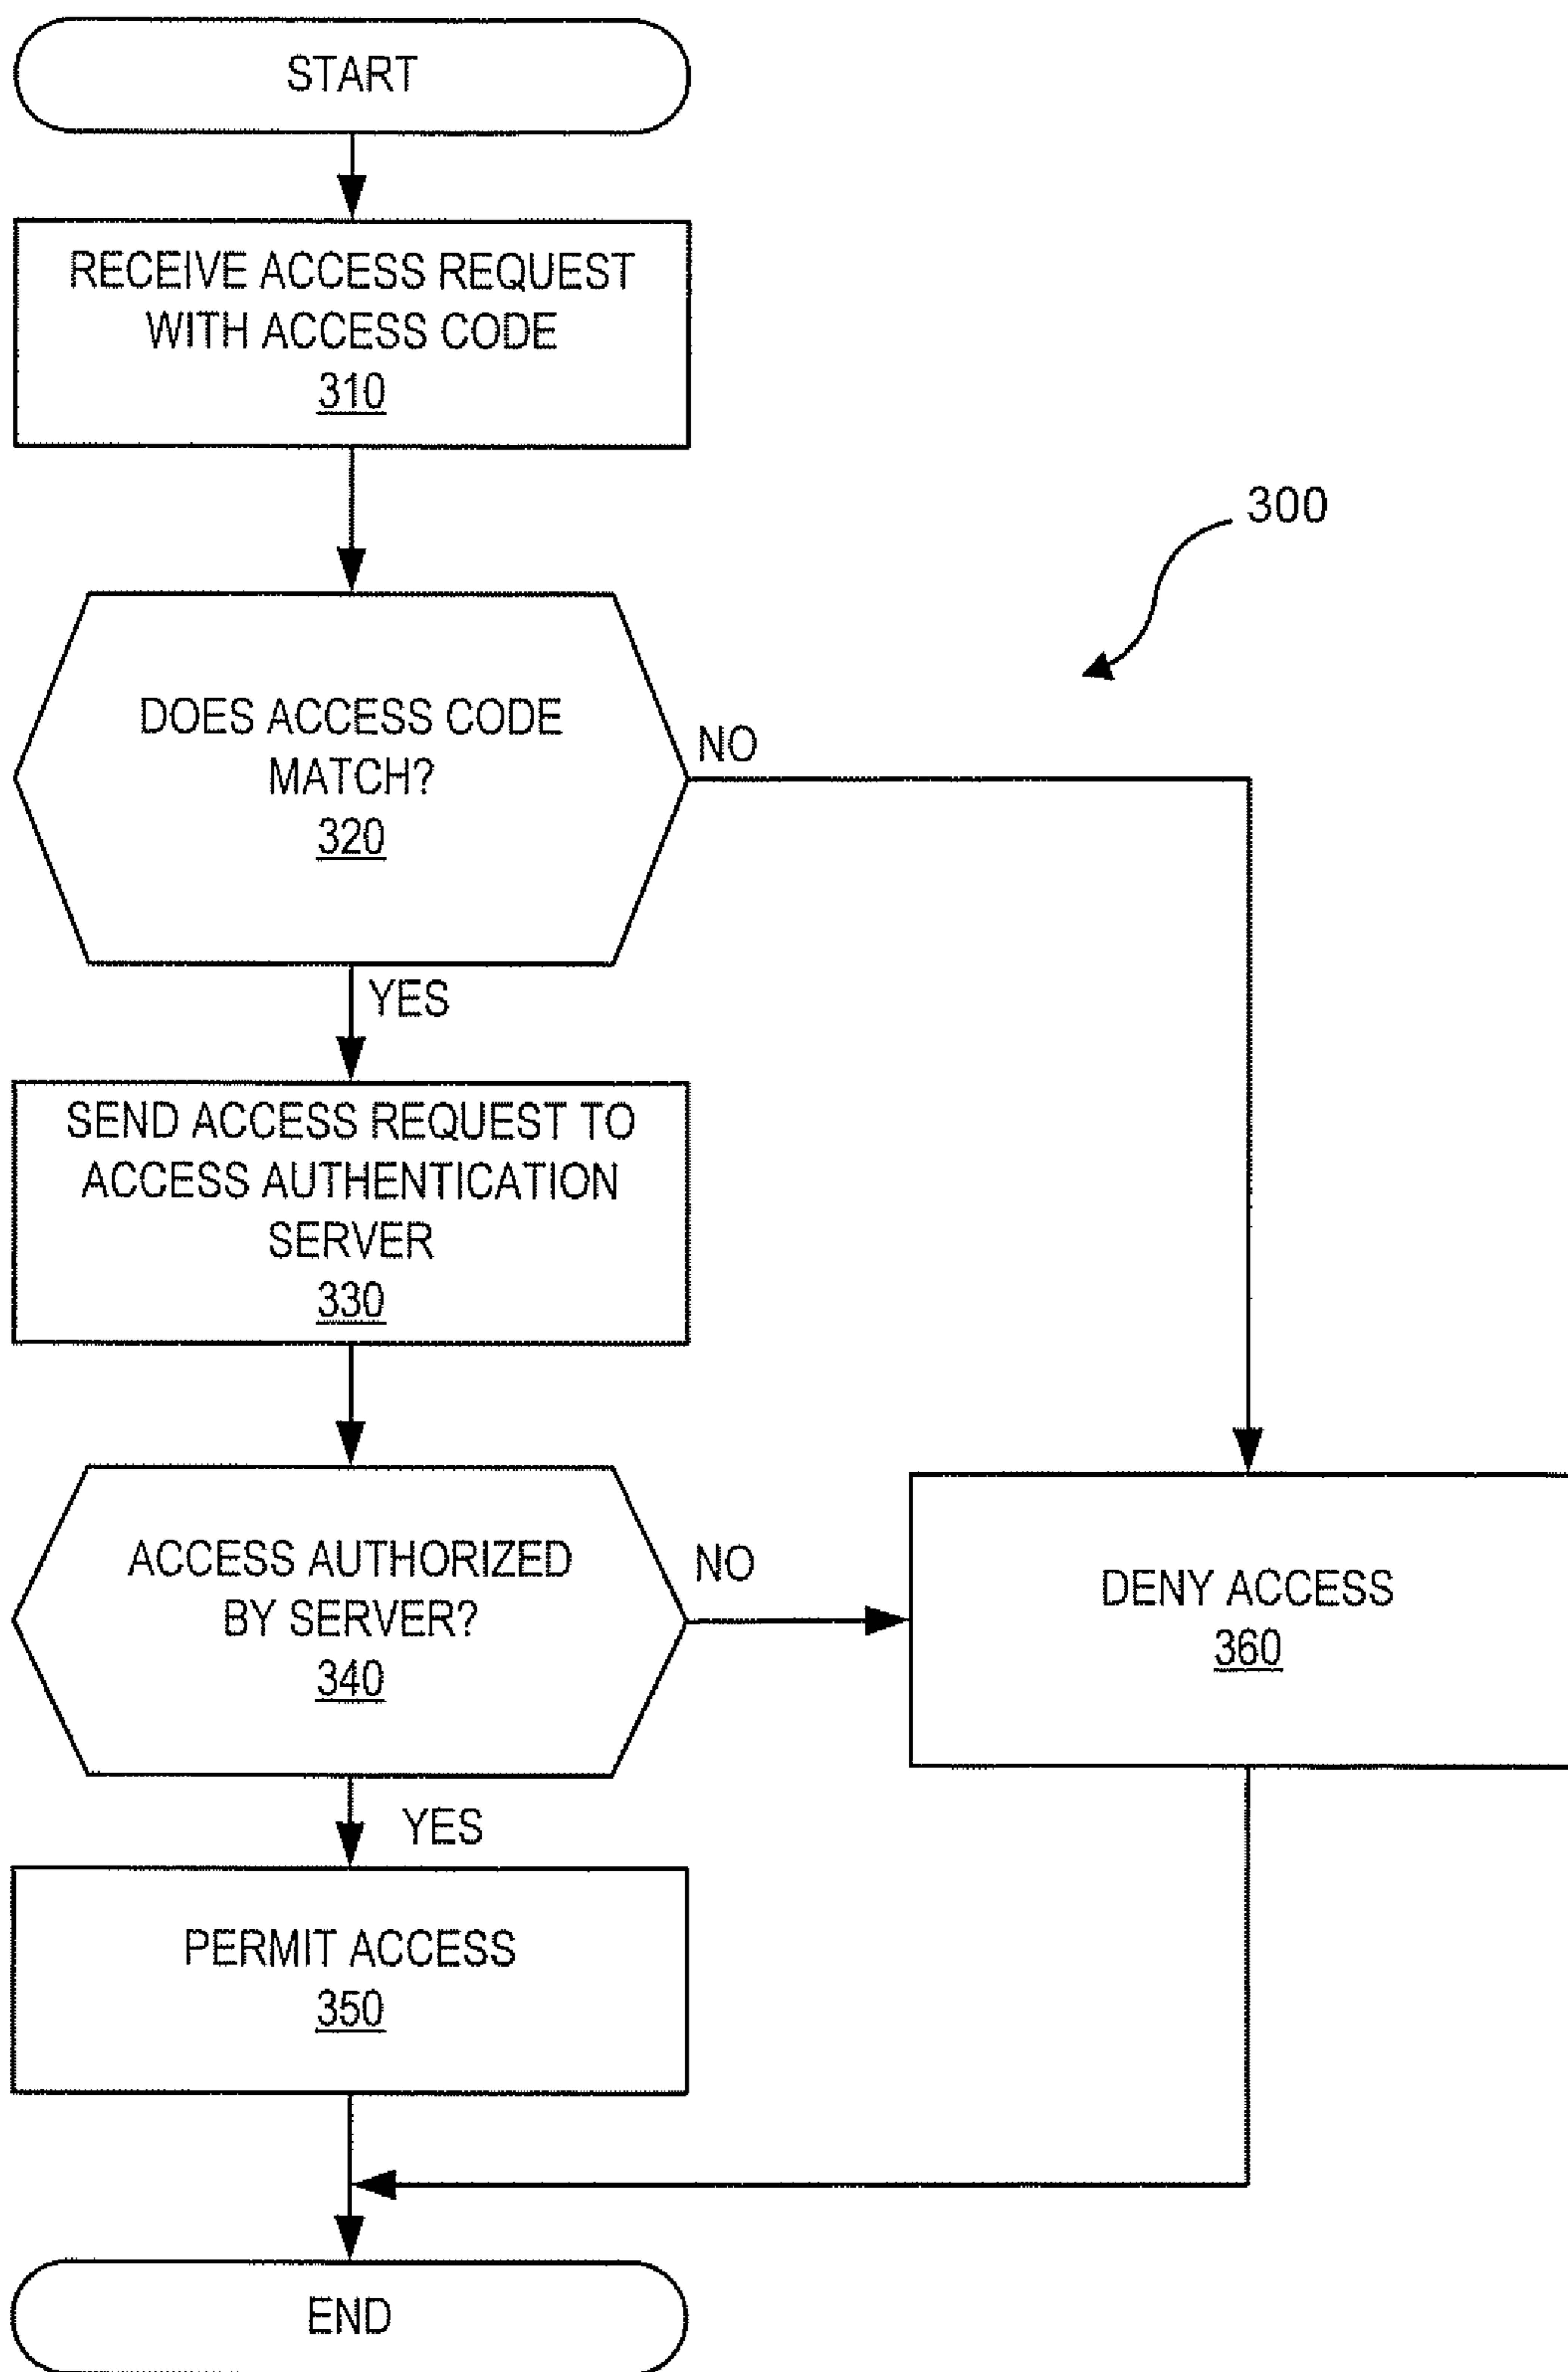 START
RECEIVE ACCESS REQUEST
WITH ACCESS CODE
310
300
DOES ACCESS CODE
MATCH?
320
NO
YES
SEND ACCESS REQUEST TO
ACCESS AUTHENTICATION
SERVER
330
ACCESS AUTHORIZED
BY SERVER?
340
NO
DENY ACCESS
360
YES
PERMIT ACCESS
350
END